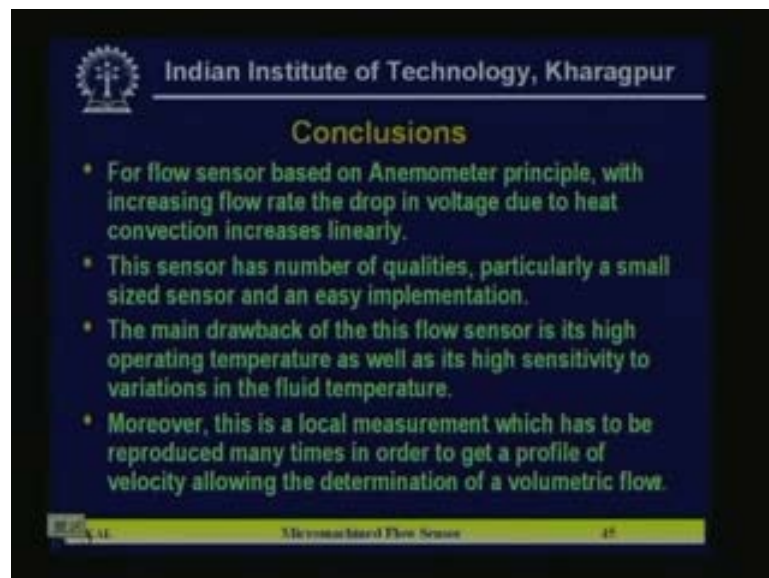 Indian Institute of Technology, Kharagpur
Conclusions
• For flow sensor based on Anemometer principle, with
increasing flow rate the drop in voltage due to heat
convection increases linearly.
• This sensor has number of qualities, particularly a small
sized sensor and an easy implementation.
• The main drawback of the this flow sensor is its high
operating temperature as well as its high sensitivity to
variations in the fluid temperature.
• Moreover, this is a local measurement which has to be
reproduced many times in order to get a profile of
velocity allowing the determination of a volumetric flow.
Micromachined Flow Sensor
45